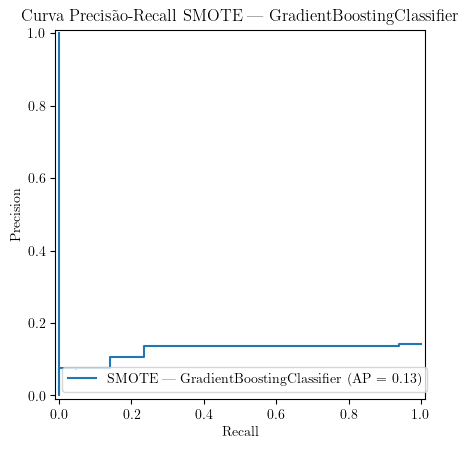 Curva Precisão-Recall SMOTE — GradientBoostingClassifier
1.0
0.8
0.6
0.4
0.2
0.0
Precision
SMOTE — GradientBoostingClassifier (AP = 0.13)
0.0 0.2 0.4 0.6 0.8 1.0
Recall